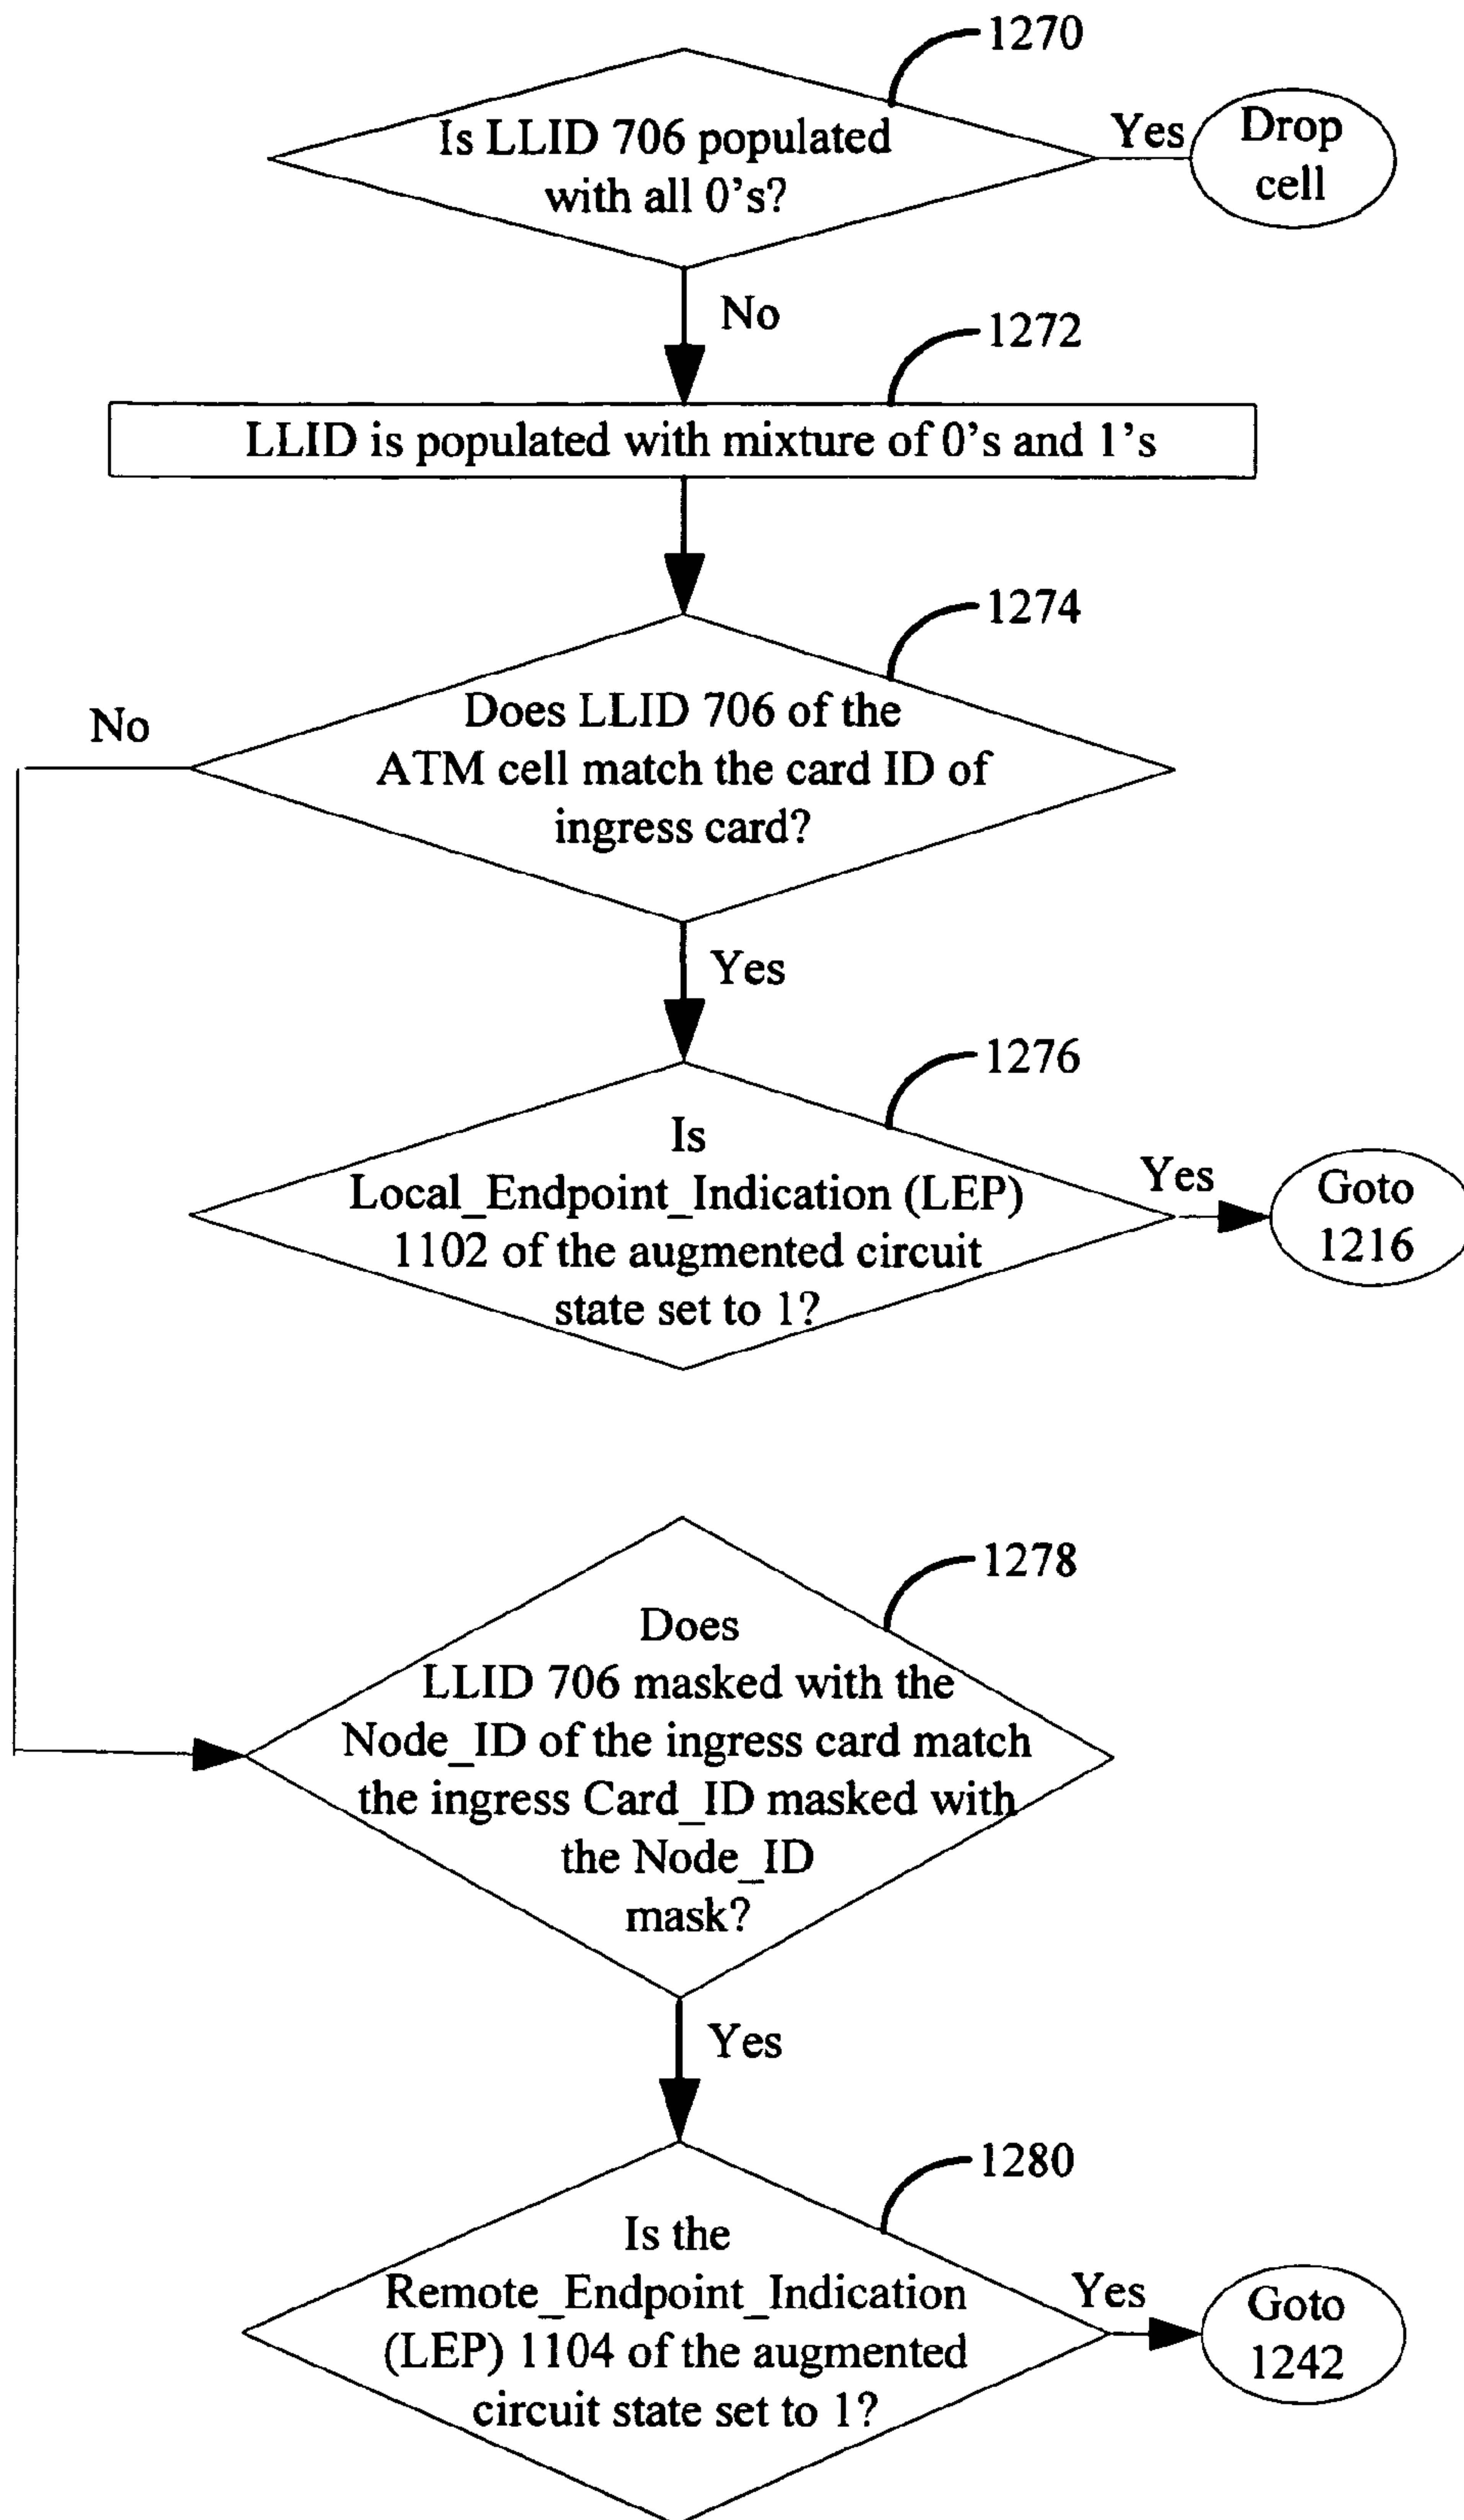 1270
Is LLID 706 populated
with all 0's?
Yes
Drop
cell
No
1272
LLID is populated with mixture of 0's and 1's
1274
Does LLID 706 of the
ATM cell match the card ID of
ingress card?
No
Yes
1276
Is
Local_Endpoint_Indication (LEP)
1102 of the augmented circuit
state set to 1?
Yes
Goto
1216
1278
Does
LLID 706 masked with the
Node_ID of the ingress card match
the ingress Card_ID masked with
the Node_ID
mask?
Yes
1280
Is the
Remote_Endpoint_Indication
(LEP) 1104 of the augmented
circuit state set to 1?
Yes
Goto
1242